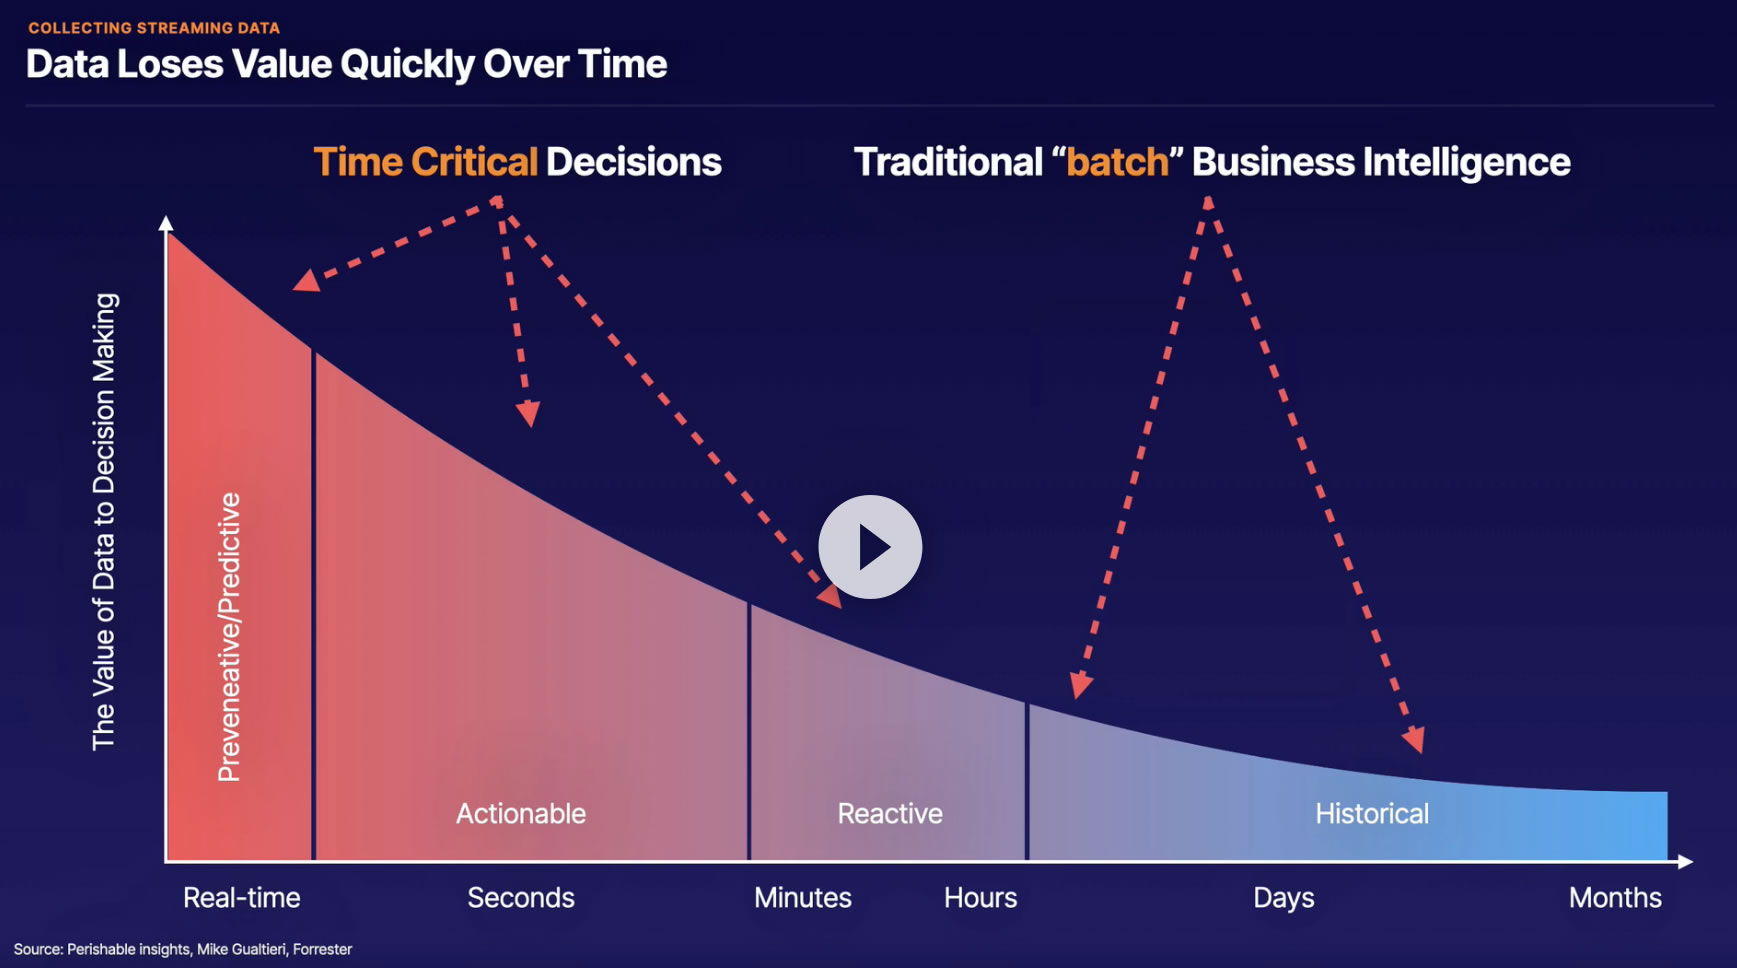 COLLECTING STREAMING DATA
Data Loses Value Quickly Over Time
Time Critical Decisions
Traditional “batch” Business Intelligence
The Value of Data to Decision Making
Preveneative/Predictive
Actionable
Reactive
Historical
Real-time
Seconds
Minutes
Hours
Days
Months
Source: Perishable insights, Mike Gualtieri, Forrester